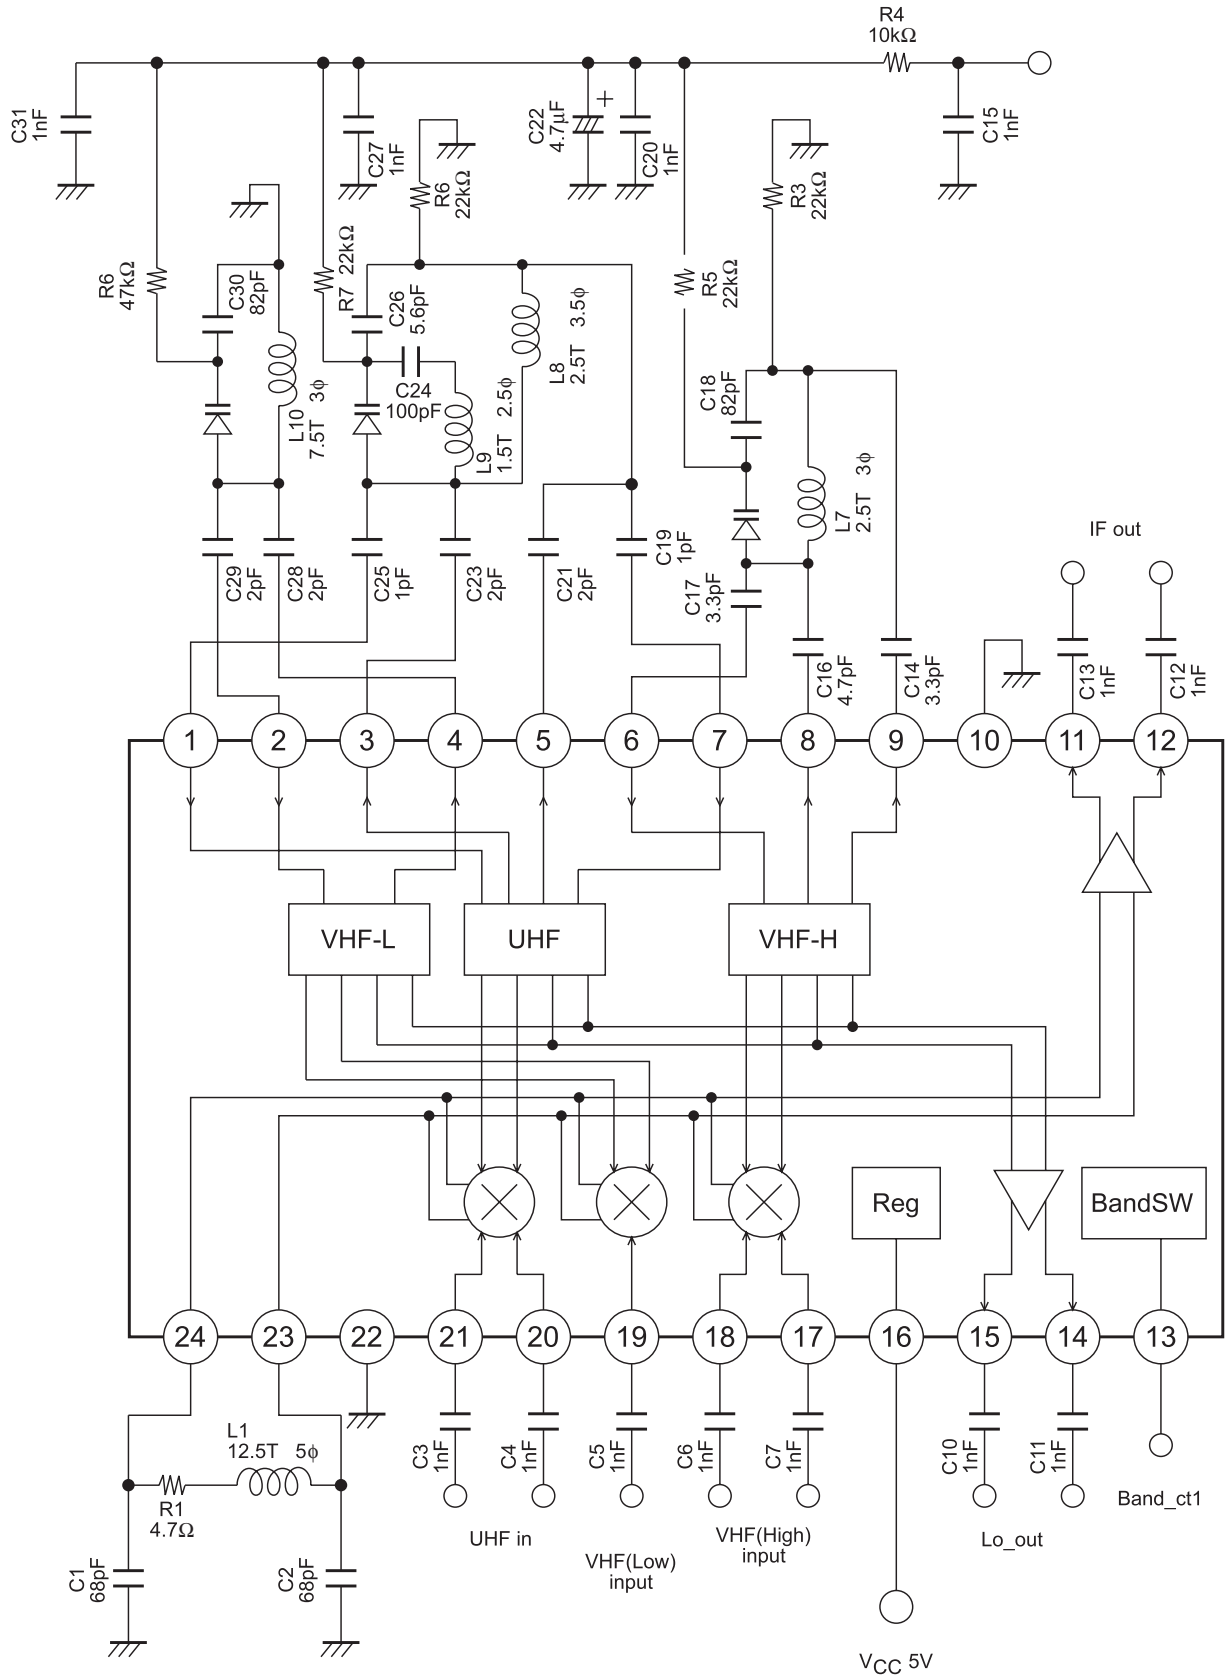 R4
10kΩ
C31
1nF
C27
1nF
C22
4.7μF
+
C20
1nF
C15
1nF
R6
22kΩ
R3
22kΩ
R6
47kΩ
C30
82pF
R7 22kΩ
C26
5.6pF
L8
2.5T 3.5φ
R5
22kΩ
L10
7.5T 3φ
C24
100pF
L9
1.5T 2.5φ
C18
82pF
L7
2.5T 3φ
C29
2pF
C28
2pF
C25
1pF
C23
2pF
C21
2pF
C19
1pF
C17
3.3pF
IF out
C16
4.7pF
C14
3.3pF
C13
1nF
C12
1nF
1 2 3 4 5 6 7 8 9 10 11 12
VHF-L UHF VHF-H
Reg BandSW
24 23 22 21 20 19 18 17 16 15 14 13
L1
12.5T 5φ
R1
4.7Ω
C3
1nF
C4
1nF
C5
1nF
C6
1nF
C7
1nF
C10
1nF
C11
1nF
Band_ct1
UHF in
VHF(Low)
input
VHF(High)
input
Lo_out
C1
68pF
C2
68pF
VCC 5V